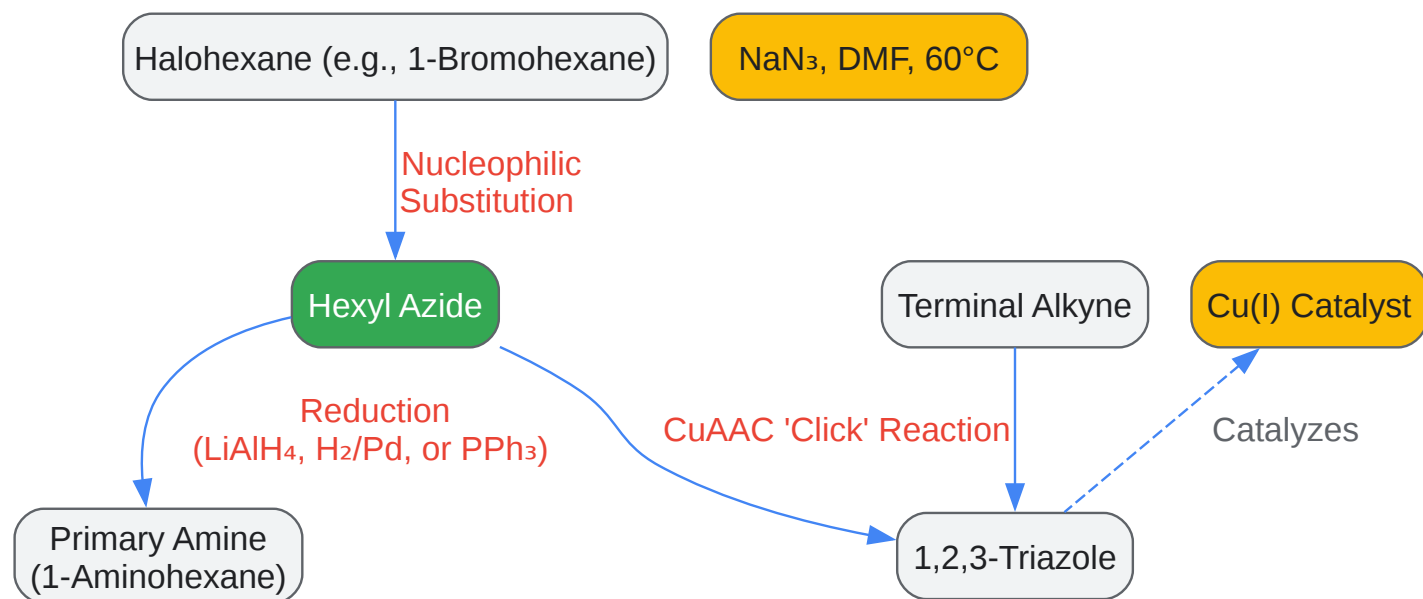 Halohexane (e.g., 1-Bromohexane)
NaN₃, DMF, 60°C
Nucleophilic
Substitution
Hexyl Azide
Terminal Alkyne
Cu(I) Catalyst
Reduction
(LiAlH₄, H₂/Pd, or PPh₃)
CuAAC 'Click' Reaction
Catalyzes
Primary Amine
(1-Aminohexane)
1,2,3-Triazole